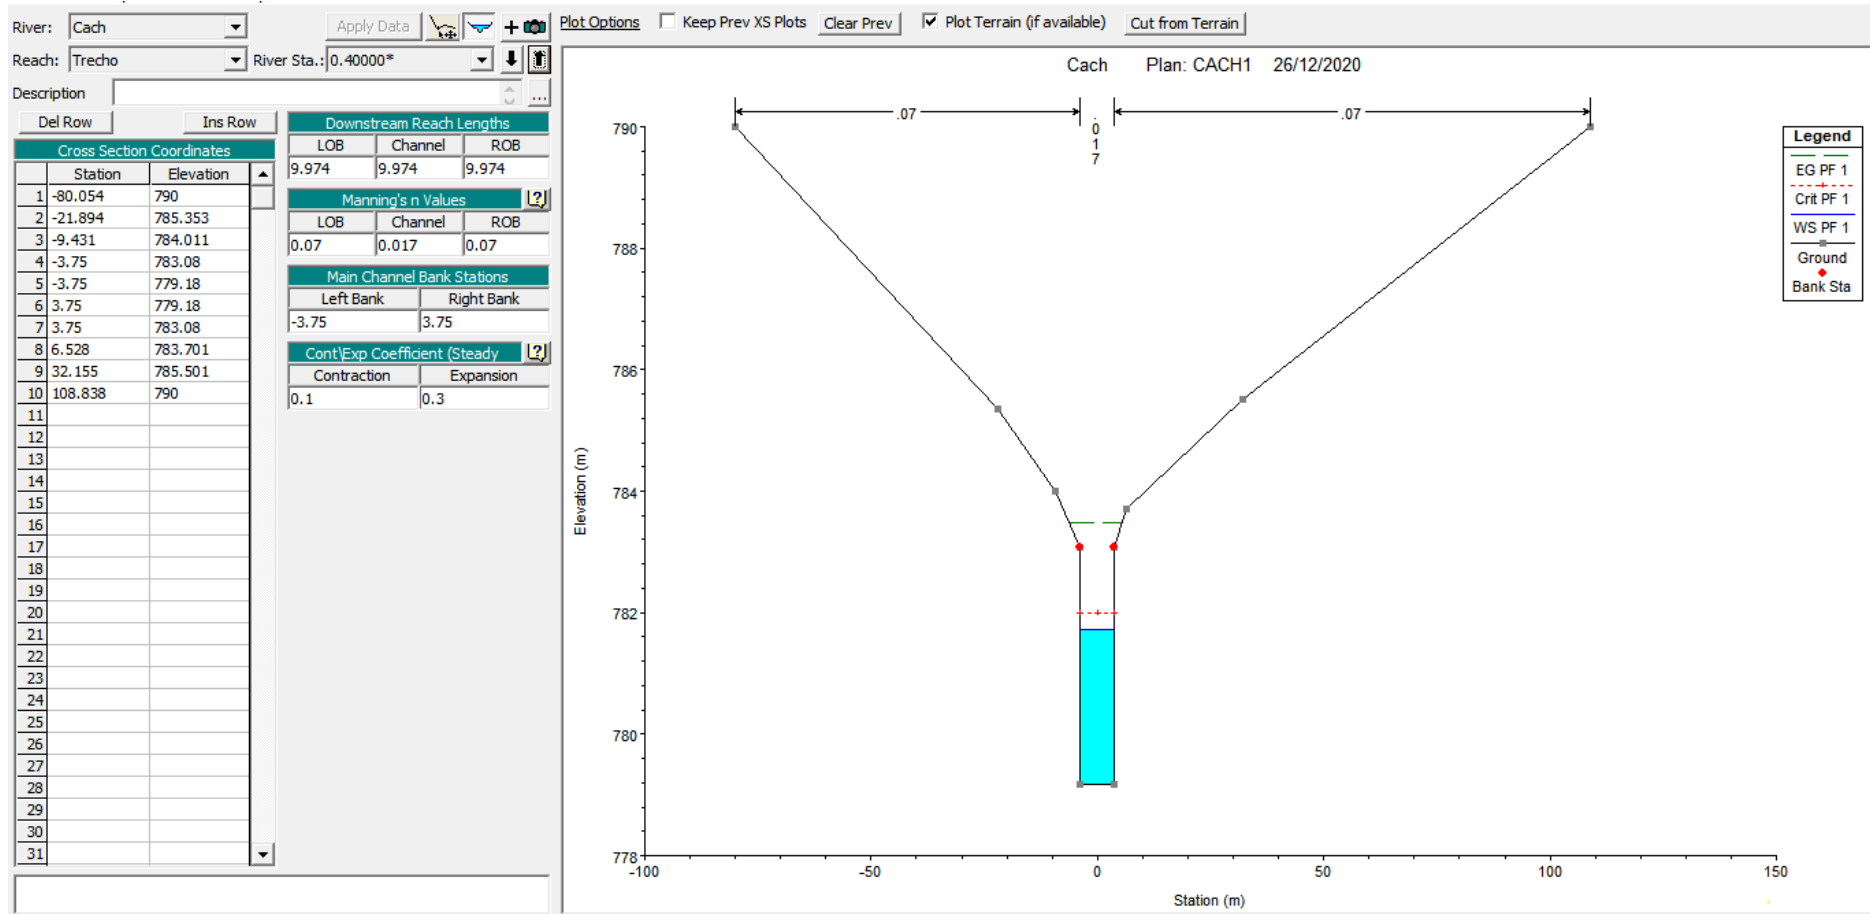 River: Cach Apply Data
Reach: Trecho River Sta.: 0.40000*
Description ...
Del Row Ins Row
Cross Section Coordinates
Station Elevation
1 -80.054 790
2 -21.894 785.353
3 -9.431 784.011
4 -3.75 783.08
5 -3.75 779.18
6 3.75 779.18
7 3.75 783.08
8 6.528 783.701
9 32.155 785.501
10 108.838 790
11
12
13
14
15
16
17
18
19
20
21
22
23
24
25
26
27
28
29
30
31
Downstream Reach Lengths
LOB Channel ROB
9.974 9.974 9.974
Manning's n Values
LOB Channel ROB
0.07 0.017 0.07
Main Channel Bank Stations
Left Bank Right Bank
-3.75 3.75
Cont\Exp Coefficient (Steady
Contraction Expansion
0.1 0.3
Plot Options Keep Prev XS Plots Clear Prev Plot Terrain (if available) Cut from Terrain
Cach Plan: CACH1 26/12/2020
.07 .017 .07
Legend
EG PF 1
Crit PF 1
WS PF 1
Ground
Bank Sta
790
788
786
784
782
780
778
Elevation (m)
-100 -50 0 50 100 150
Station (m)